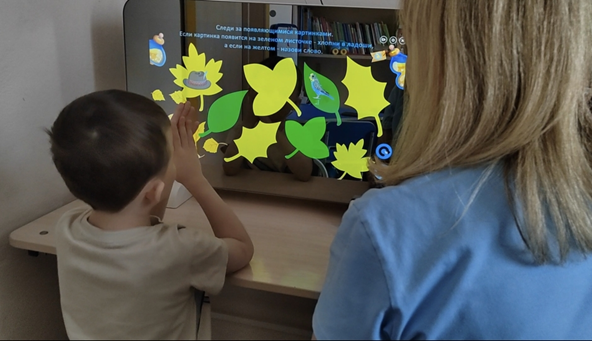 Следи за появляющимися картинками.
Если картинка появится на зеленом листочке - хлопни в ладоши,
а если на желтом - назови слово.